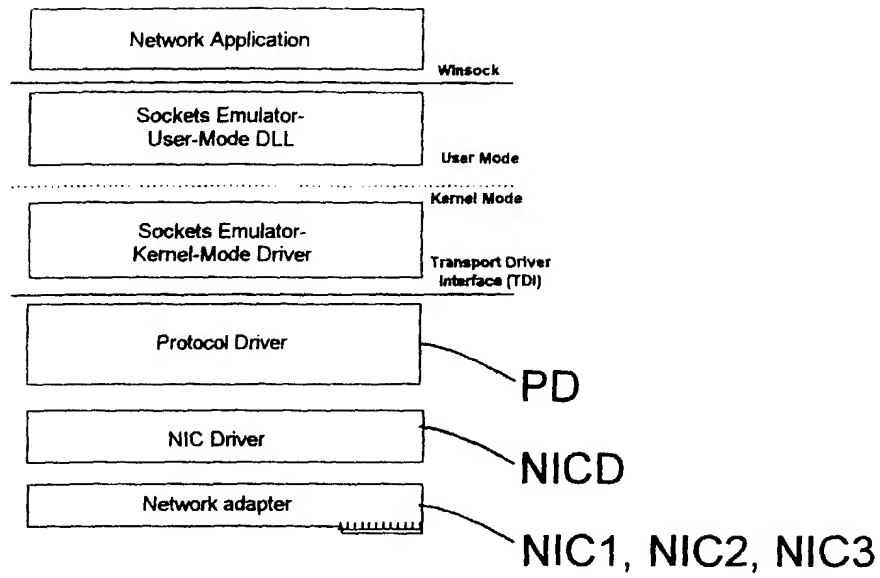 Network Application
Winsock
Sockets Emulator-
User-Mode DLL
User Mode
Kernel Mode
Sockets Emulator-
Kernel-Mode Driver
Transport Driver
Interface (TDI)
Protocol Driver
PD
NIC Driver
NICD
Network adapter
NIC1, NIC2, NIC3